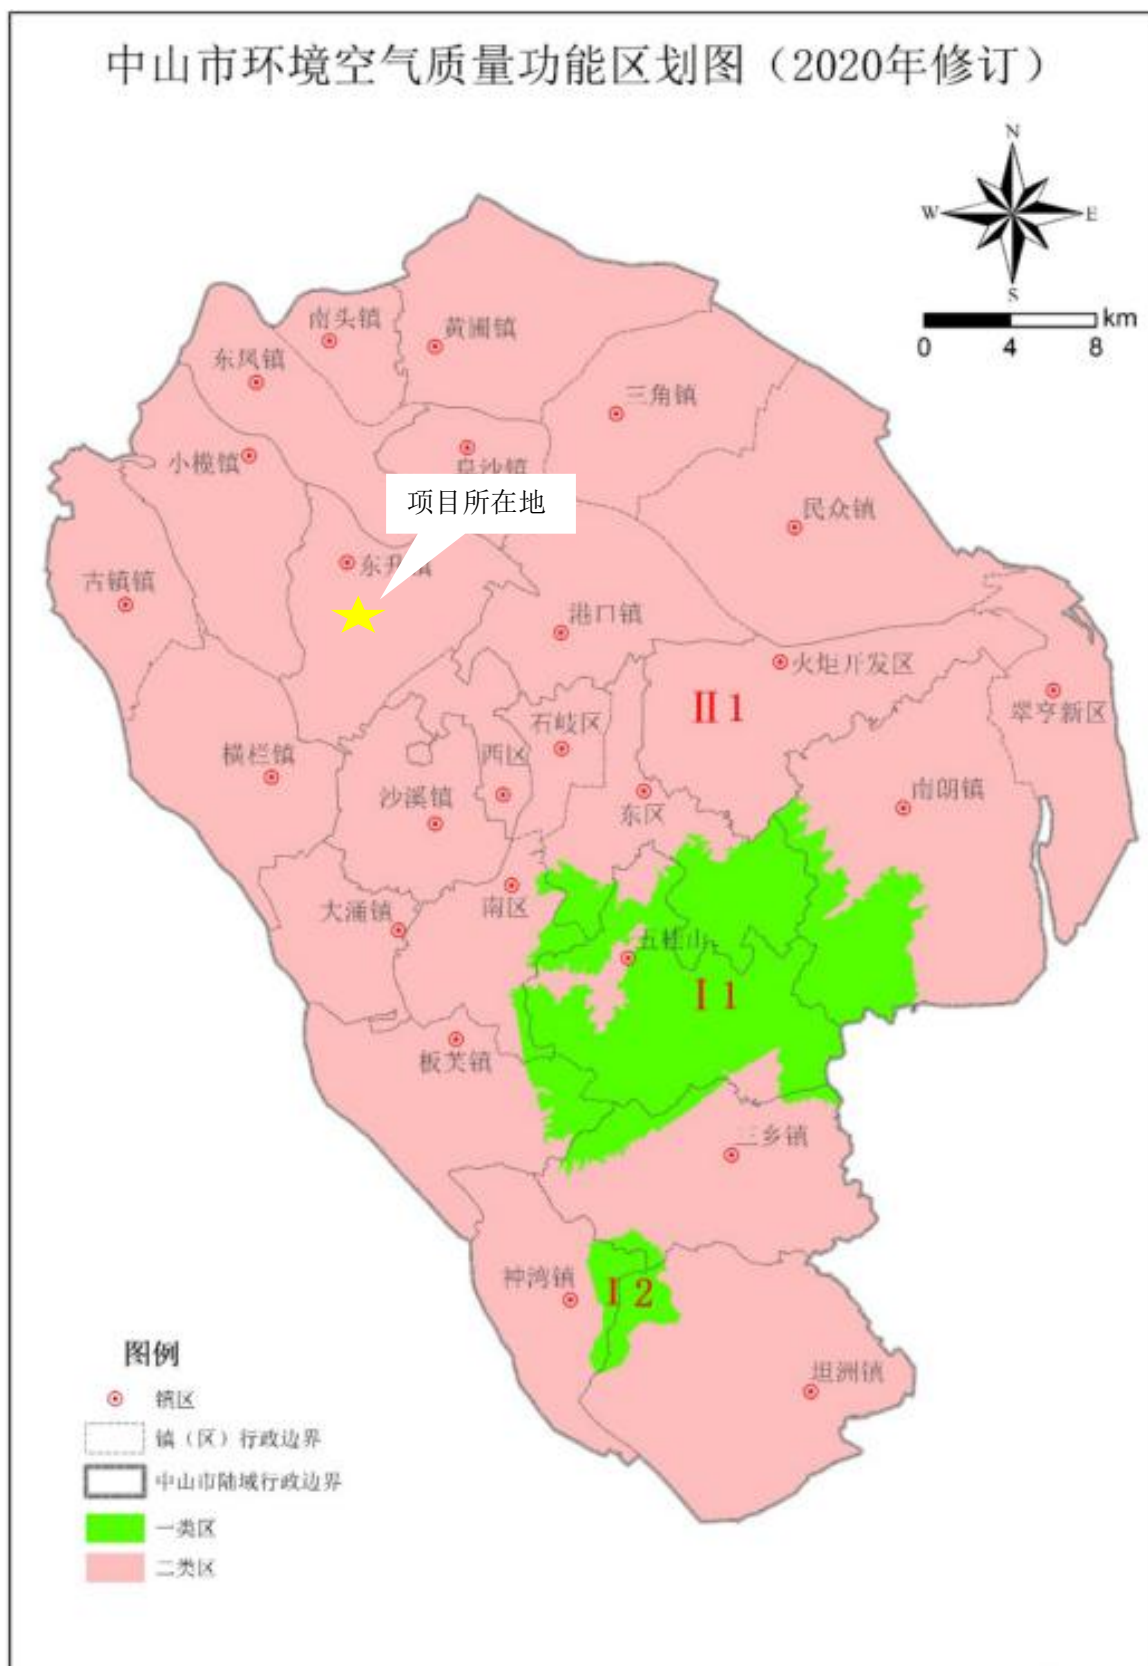 中山市环境空气质量功能区划图（2020年修订）
N
W
E
S
km
0 4 8
南头镇
黄圃镇
东凤镇
三角镇
小榄镇
阜沙镇
项目所在地
民众镇
东升镇
古镇镇
港口镇
火炬开发区
翠亨新区
Ⅱ1
石岐区
西区
横栏镇
沙溪镇
东区
南朗镇
南区
大涌镇
五桂山
Ⅰ1
板芙镇
三乡镇
神湾镇
Ⅰ2
坦洲镇
图例
镇区
镇（区）行政边界
中山市陆域行政边界
一类区
二类区